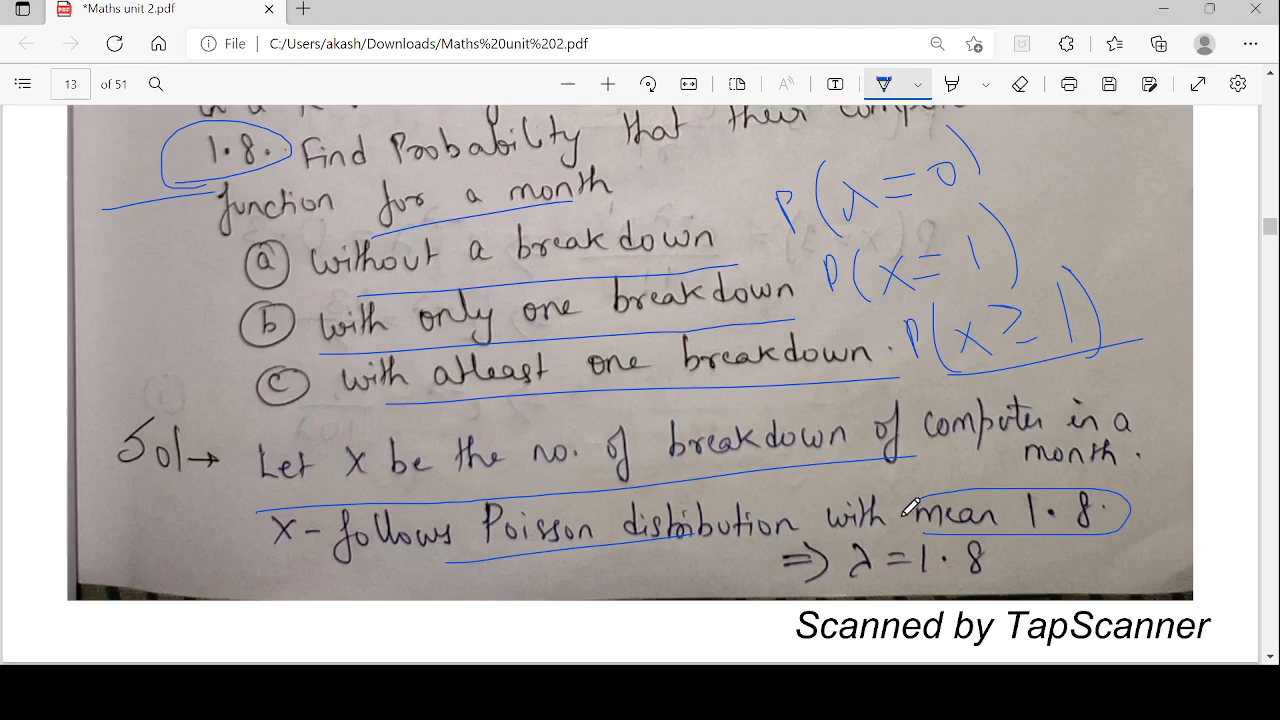 *Maths unit 2.pdf
File C:/Users/akash/Downloads/Maths%20unit%202.pdf
13 of 51
1.8. Find Probability that their
function for a month
P(x=0)
(a) without a breakdown
P(x=1)
(b) with only one breakdown
P(x≥1)
(c) with atleast one breakdown.
Sol→ Let X be the no. of breakdown of computer in a
month.
X-follows Poisson distribution with mean 1.8.
⇒ λ=1.8
Scanned by TapScanner